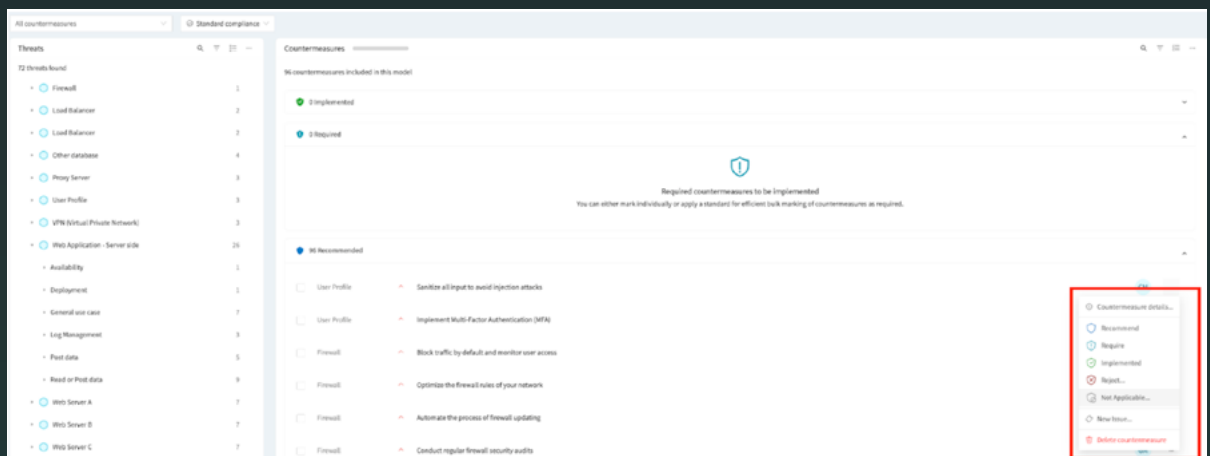 All countermeasures
Standard compliance
Threats
72 threats found
Firewall 1
Load Balancer 2
Load Balancer 2
Other database 4
Proxy Server 3
User Profile 3
VPN (Virtual Private Network) 3
Web Application - Server side 26
Availability 1
Deployment 1
General use case 7
Log Management 3
Post data 5
Read or Post data 9
Web Server A 7
Web Server B 7
Web Server C 7
Countermeasures
96 countermeasures included in this model
0 Implemented
0 Required
Required countermeasures to be implemented
You can either mark individually or apply a standard for efficient bulk marking of countermeasures as required.
96 Recommended
User Profile Sanitize all input to avoid injection attacks
User Profile Implement Multi-Factor Authentication (MFA)
Firewall Block traffic by default and monitor user access
Firewall Optimize the firewall rules of your network
Firewall Automate the process of firewall updating
Firewall Conduct regular firewall security audits
Countermeasure details...
Recommend
Require
Implemented
Reject...
Not Applicable...
New Issue...
Delete countermeasure